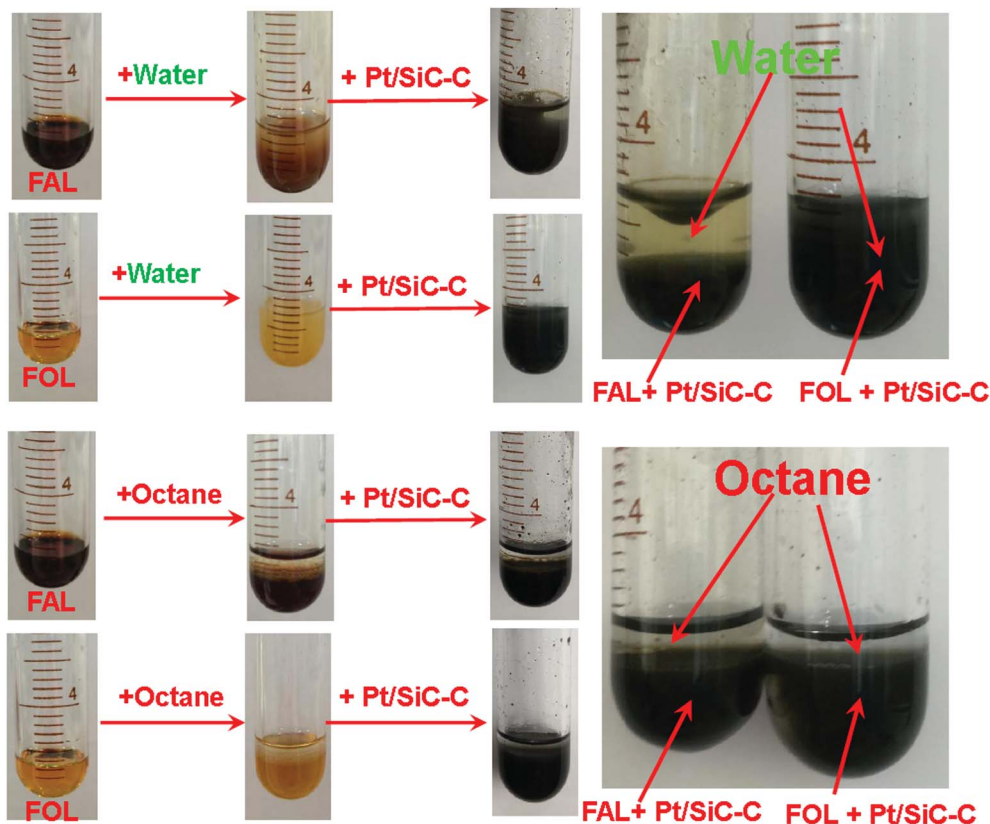 +Water
+ Pt/SiC-C
4
4
FAL
Water
4
4
+Water
+ Pt/SiC-C
4
4
FOL
FAL+ Pt/SiC-C
FOL + Pt/SiC-C
+Octane
+ Pt/SiC-C
4
4
FAL
Octane
4
+Octane
+ Pt/SiC-C
4
FOL
FAL+ Pt/SiC-C
FOL + Pt/SiC-C